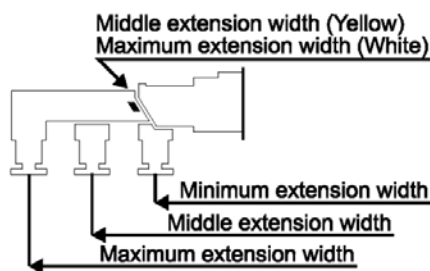 Middle extension width (Yellow)
Maximum extension width (White)
Minimum extension width
Middle extension width
Maximum extension width